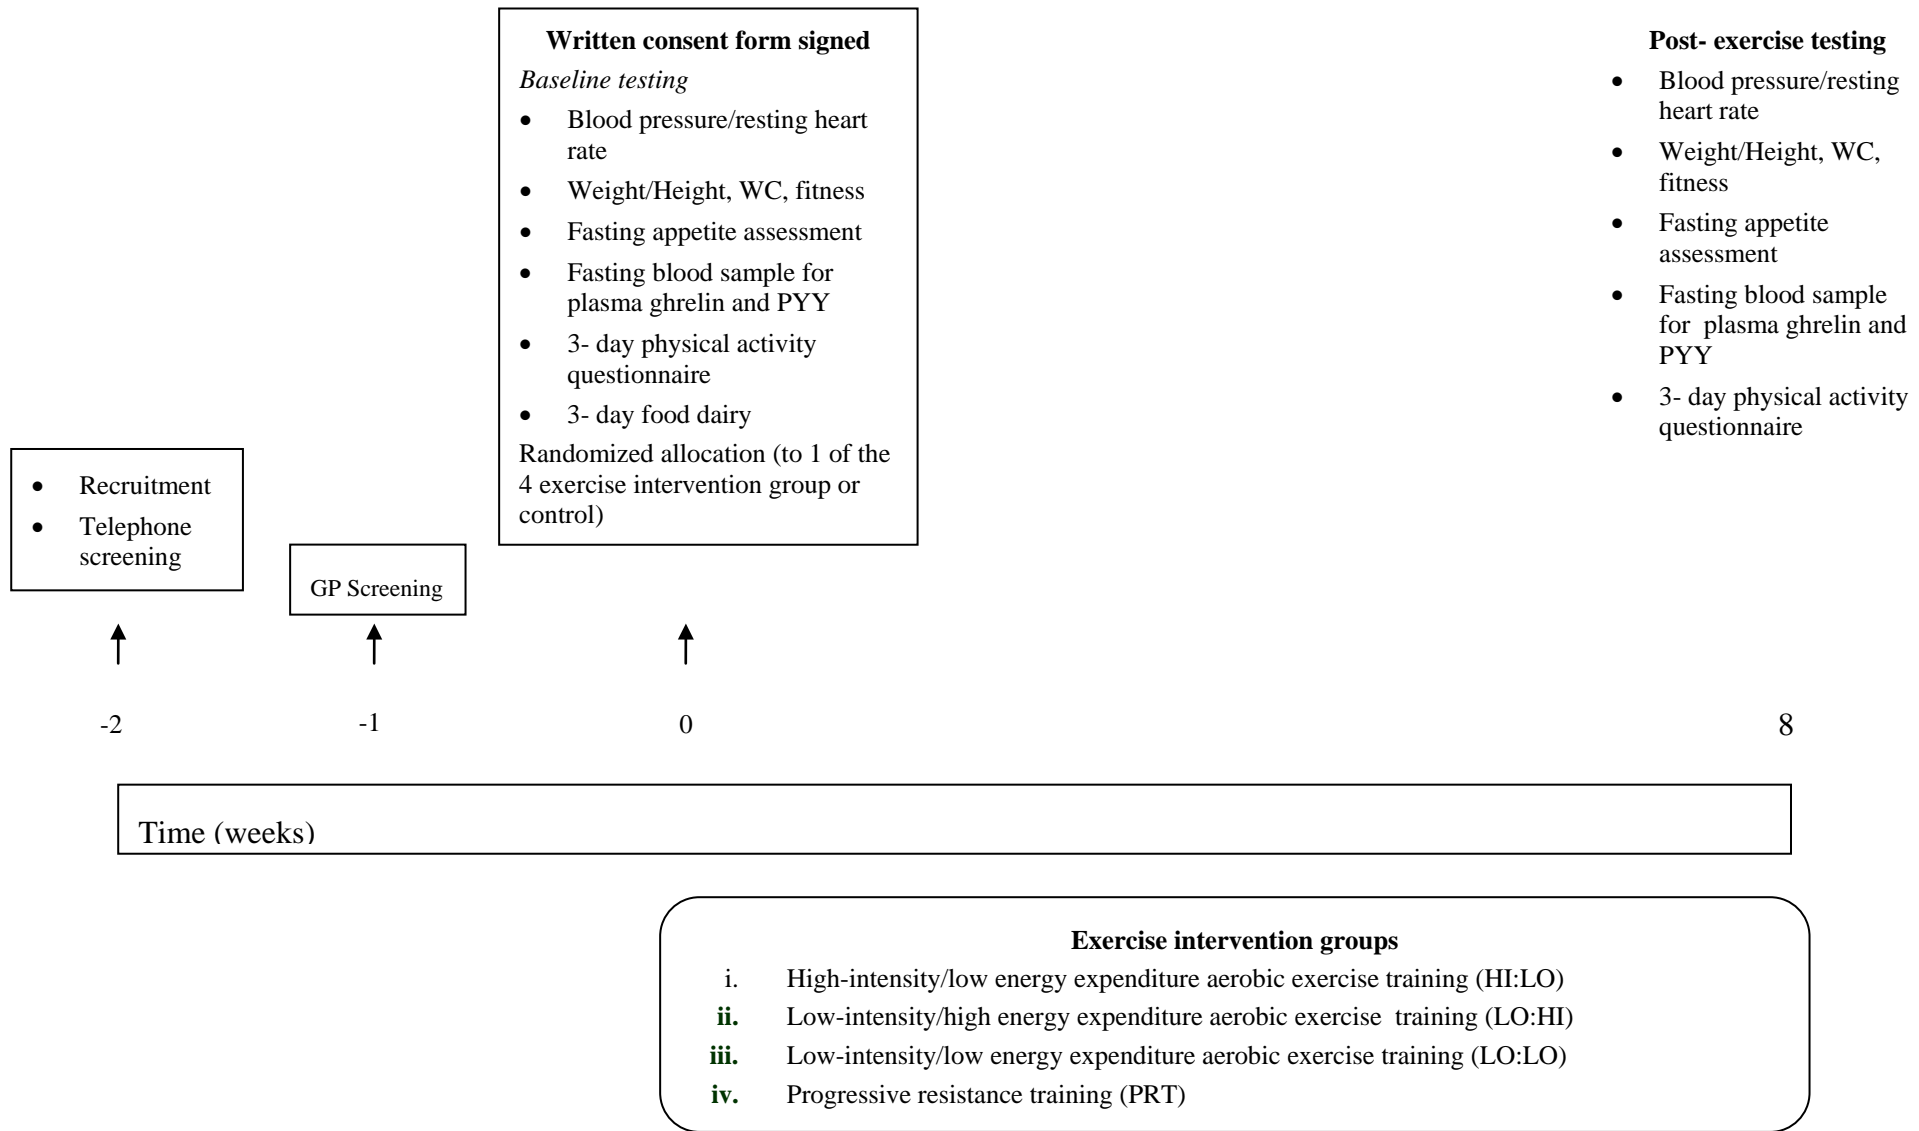 Written consent form signed
Baseline testing
• Blood pressure/resting heart
rate
• Weight/Height, WC, fitness
• Fasting appetite assessment
• Fasting blood sample for
plasma ghrelin and PYY
• 3- day physical activity
questionnaire
• 3- day food dairy
Randomized allocation (to 1 of the
4 exercise intervention group or
control)
Post- exercise testing
• Blood pressure/resting
heart rate
• Weight/Height, WC,
fitness
• Fasting appetite
assessment
• Fasting blood sample
for plasma ghrelin and
PYY
• 3- day physical activity
questionnaire
• Recruitment
• Telephone
screening
GP Screening
-2
-1
0
8
Time (weeks)
Exercise intervention groups
i. High-intensity/low energy expenditure aerobic exercise training (HI:LO)
ii. Low-intensity/high energy expenditure aerobic exercise training (LO:HI)
iii. Low-intensity/low energy expenditure aerobic exercise training (LO:LO)
iv. Progressive resistance training (PRT)